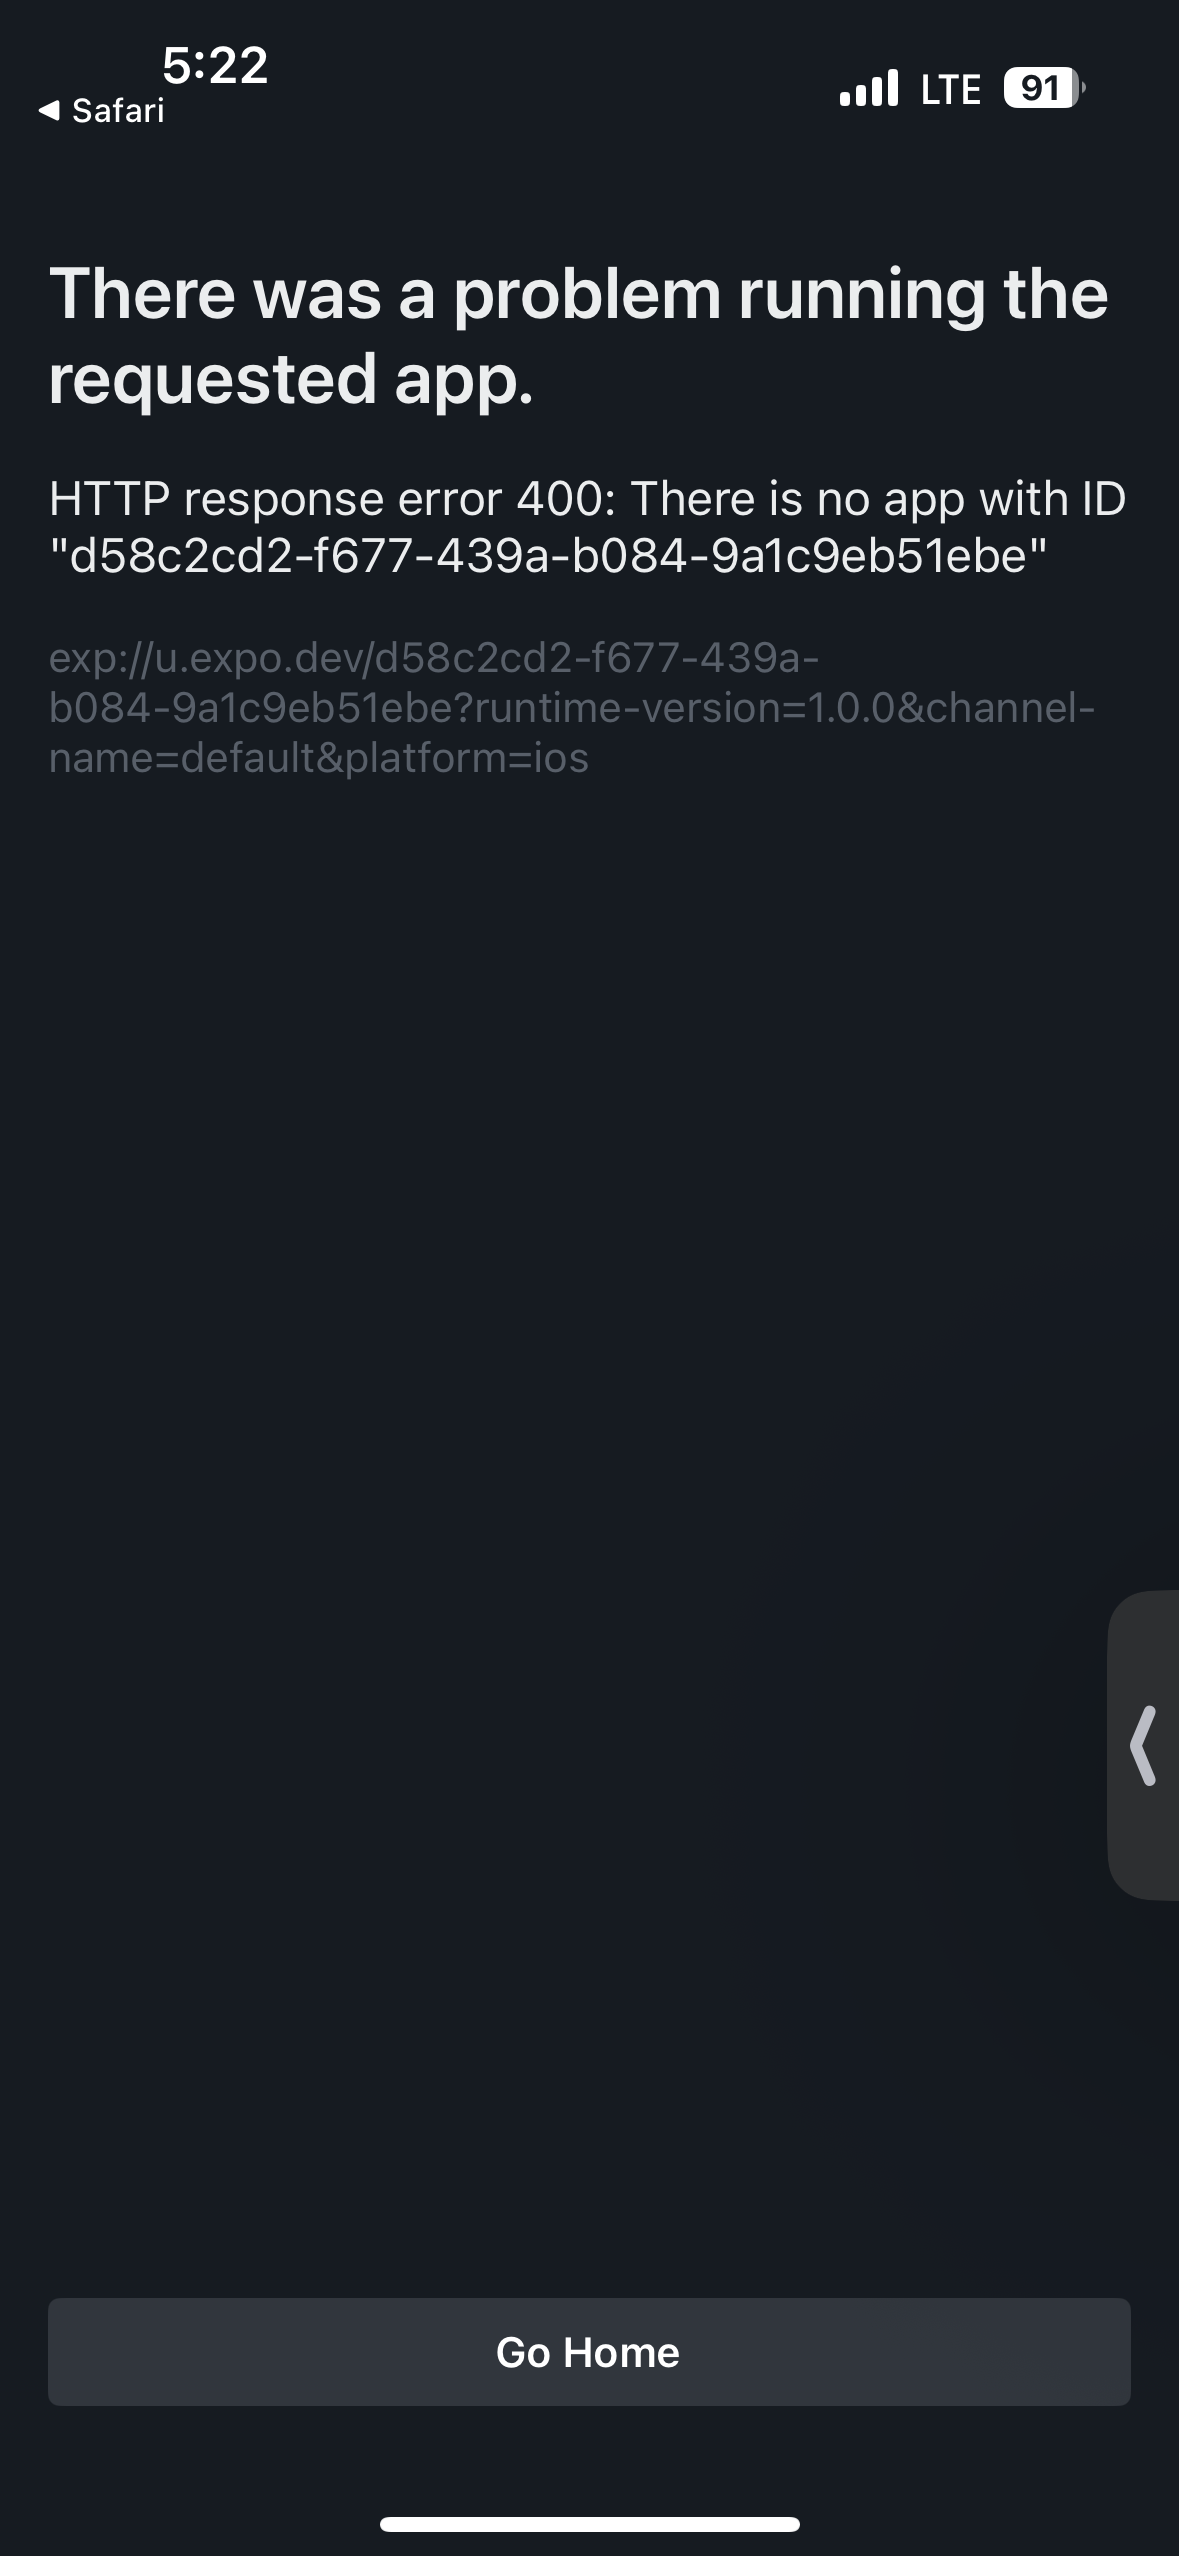 5:22
Safari
LTE
91
There was a problem running the
requested app.
HTTP response error 400: There is no app with ID
"d58c2cd2-f677-439a-b084-9a1c9eb51ebe"
exp://u.expo.dev/d58c2cd2-f677-439a-
b084-9a1c9eb51ebe?runtime-version=1.0.0&channel-
name=default&platform=ios
Go Home